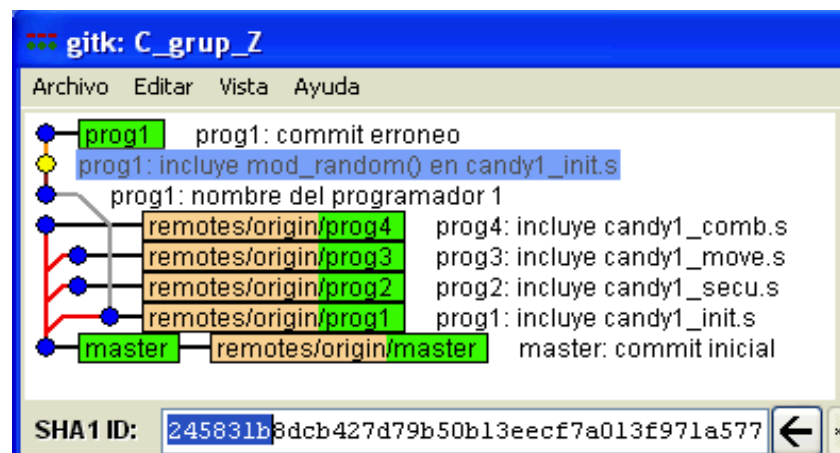 gitk: C_grup_Z
Archivo Editar Vista Ayuda
prog1 prog1: commit erroneo
prog1: incluye mod_random() en candy1_init.s
prog1: nombre del programador 1
remotes/origin/prog4 prog4: incluye candy1_comb.s
remotes/origin/prog3 prog3: incluye candy1_move.s
remotes/origin/prog2 prog2: incluye candy1_secu.s
remotes/origin/prog1 prog1: incluye candy1_init.s
master remotes/origin/master master: commit inicial
SHA1 ID: 245831b8dcb427d79b50b13eecf7a013f971a577